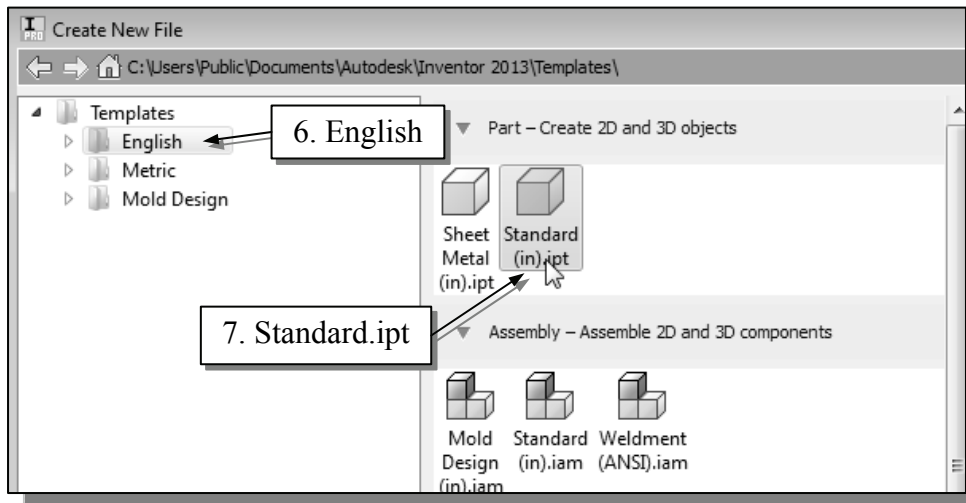 I PRO Create New File
C:\Users\Public\Documents\Autodesk\Inventor 2013\Templates\
Templates
English
Metric
Mold Design
6. English
Part – Create 2D and 3D objects
Sheet
Metal
(in).ipt
Standard
(in).ipt
7. Standard.ipt
Assembly – Assemble 2D and 3D components
Mold
Design
(in).iam
Standard
(in).iam
Weldment
(ANSI).iam